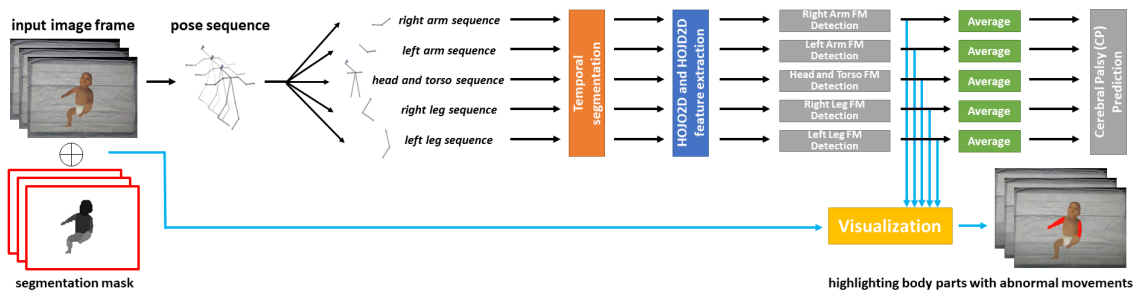 input image frame
pose sequence
right arm sequence
left arm sequence
head and torso sequence
right leg sequence
left leg sequence
Temporal
segmentation
HOJO2D and HOJD2D
feature extraction
Right Arm FM
Detection
Left Arm FM
Detection
Head and Torso FM
Detection
Right Leg FM
Detection
Left Leg FM
Detection
Average
Average
Average
Average
Average
Cerebral Palsy (CP)
Prediction
Visualization
segmentation mask
highlighting body parts with abnormal movements